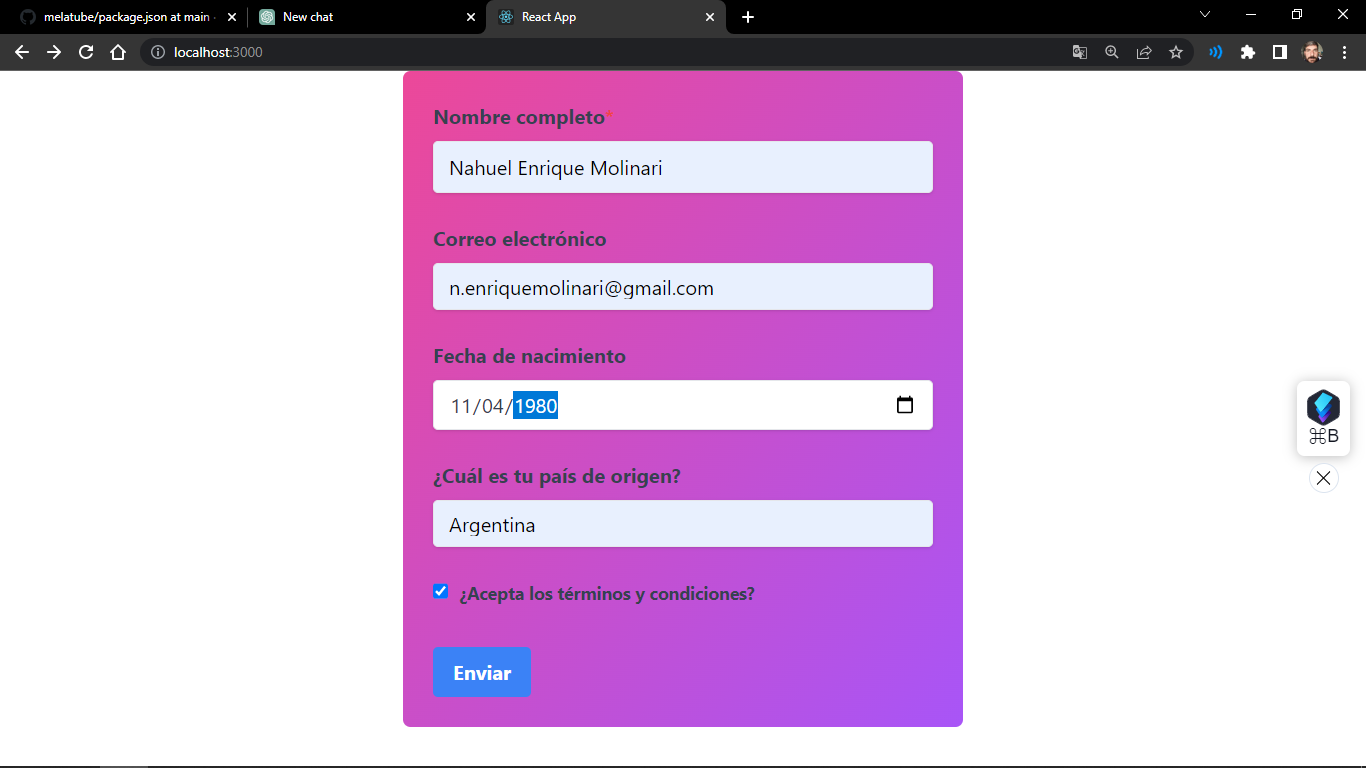 melatube/package.json at main
New chat
React App
localhost:3000
Nombre completo*
Nahuel Enrique Molinari
Correo electrónico
n.enriquemolinari@gmail.com
Fecha de nacimiento
11/04/1980
¿Cuál es tu país de origen?
Argentina
¿Acepta los términos y condiciones?
Enviar
⌘B